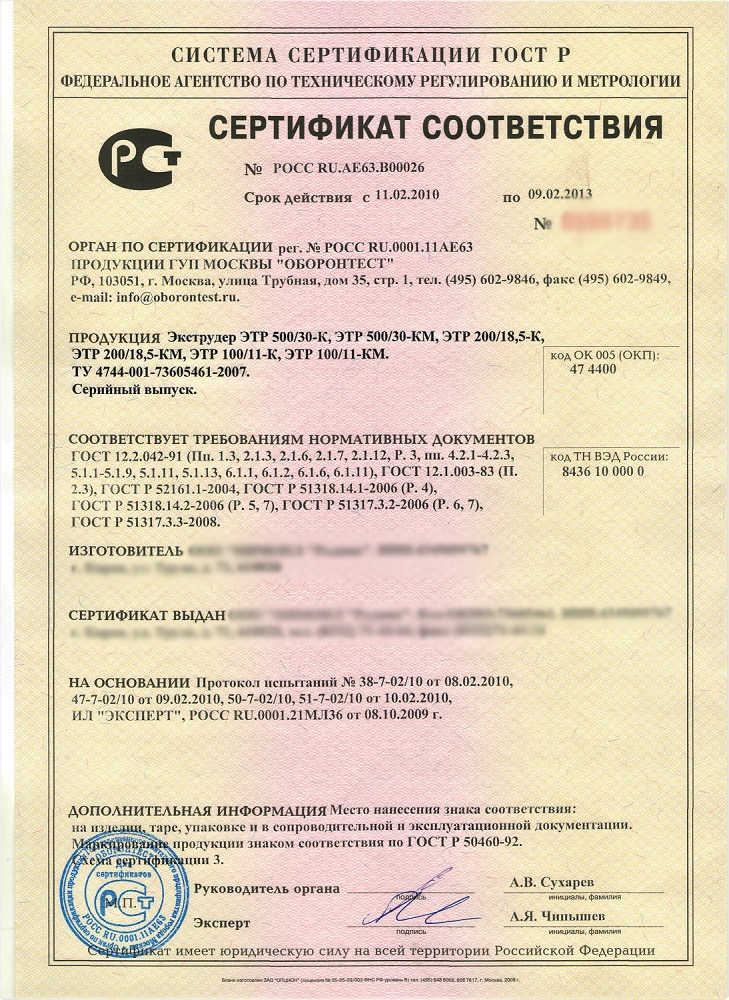 СИСТЕМА СЕРТИФИКАЦИИ ГОСТ Р
ФЕДЕРАЛЬНОЕ АГЕНТСТВО ПО ТЕХНИЧЕСКОМУ РЕГУЛИРОВАНИЮ И МЕТРОЛОГИИ
СЕРТИФИКАТ СООТВЕТСТВИЯ
РСТ
№ РОСС RU.АЕ63.В00026
Срок действия с 11.02.2010 по 09.02.2013
№
ОРГАН ПО СЕРТИФИКАЦИИ рег. № РОСС RU.0001.11АЕ63
ПРОДУКЦИИ ГУП МОСКВЫ "ОБОРОНТЕСТ"
РФ, 103051, г. Москва, улица Трубная, дом 35, стр. 1, тел. (495) 602-9846, факс (495) 602-9849,
e-mail: info@oborontest.ru.
ПРОДУКЦИЯ Экструдер ЭТР 500/30-К, ЭТР 500/30-КМ, ЭТР 200/18,5-К,
ЭТР 200/18,5-КМ, ЭТР 100/11-К, ЭТР 100/11-КМ.
ТУ 4744-001-73605461-2007.
Серийный выпуск.
код ОК 005 (ОКП):
47 4400
СООТВЕТСТВУЕТ ТРЕБОВАНИЯМ НОРМАТИВНЫХ ДОКУМЕНТОВ
ГОСТ 12.2.042-91 (Пп. 1.3, 2.1.3, 2.1.6, 2.1.7, 2.1.12, Р. 3, пп. 4.2.1-4.2.3,
5.1.1-5.1.9, 5.1.11, 5.1.13, 6.1.1, 6.1.2, 6.1.6, 6.1.11), ГОСТ 12.1.003-83 (П.
2.3), ГОСТ Р 52161.1-2004, ГОСТ Р 51318.14.1-2006 (Р. 4),
ГОСТ Р 51318.14.2-2006 (Р. 5, 7), ГОСТ Р 51317.3.2-2006 (Р. 6, 7),
ГОСТ Р 51317.3.3-2008.
код ТН ВЭД России:
8436 10 000 0
ИЗГОТОВИТЕЛЬ
СЕРТИФИКАТ ВЫДАН
НА ОСНОВАНИИ Протокол испытаний № 38-7-02/10 от 08.02.2010,
47-7-02/10 от 09.02.2010, 50-7-02/10, 51-7-02/10 от 10.02.2010,
ИЛ "ЭКСПЕРТ", РОСС RU.0001.21МЛ36 от 08.10.2009 г.
ДОПОЛНИТЕЛЬНАЯ ИНФОРМАЦИЯ Место нанесения знака соответствия:
на изделии, таре, упаковке и в сопроводительной и эксплуатационной документации.
Маркирование продукции знаком соответствия по ГОСТ Р 50460-92.
Схема сертификации 3.
"ОБОРОНТЕСТ"
Для
сертификатов
РСТ
М.П.
РОСС RU.0001.11АЕ63
Руководитель органа
подпись
А.В. Сухарев
инициалы, фамилия
Эксперт
подпись
А.Я. Чипышев
инициалы, фамилия
Сертификат имеет юридическую силу на всей территории Российской Федерации
Бланк изготовлен ЗАО "ОПЦИОН"